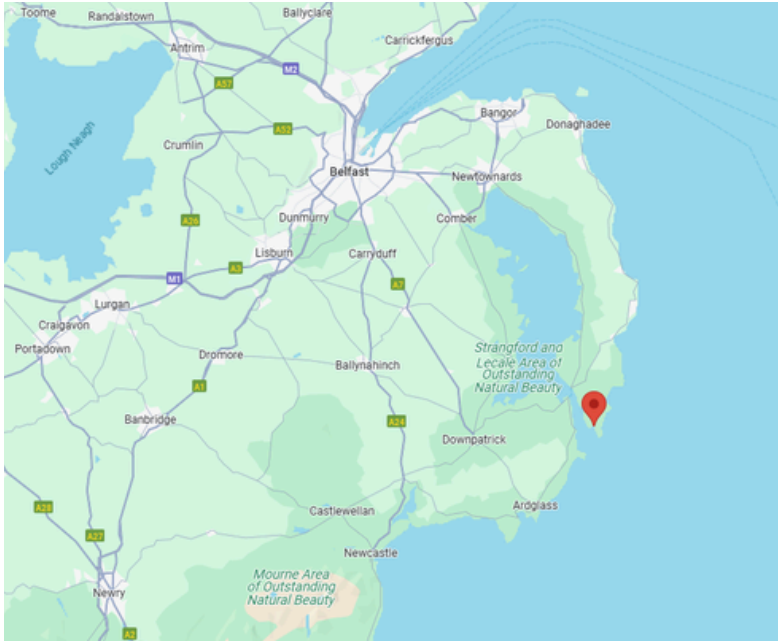 Toome
Randalstown
Ballyclare
Antrim
Carrickfergus
M2
A57
Bangor
Donaghadee
Crumlin
A52
Lough Neagh
Belfast
Newtownards
A26
Dunmurry
Comber
Lisburn
Carryduff
A3
M1
A7
Lurgan
Craigavon
Portadown
Dromore
Ballynahinch
Strangford and
Lecale Area of
Outstanding
Natural Beauty
A1
Banbridge
A24
Downpatrick
A28
Castlewellan
Ardglass
A27
Newcastle
Newry
Mourne Area
of Outstanding
Natural Beauty
A2